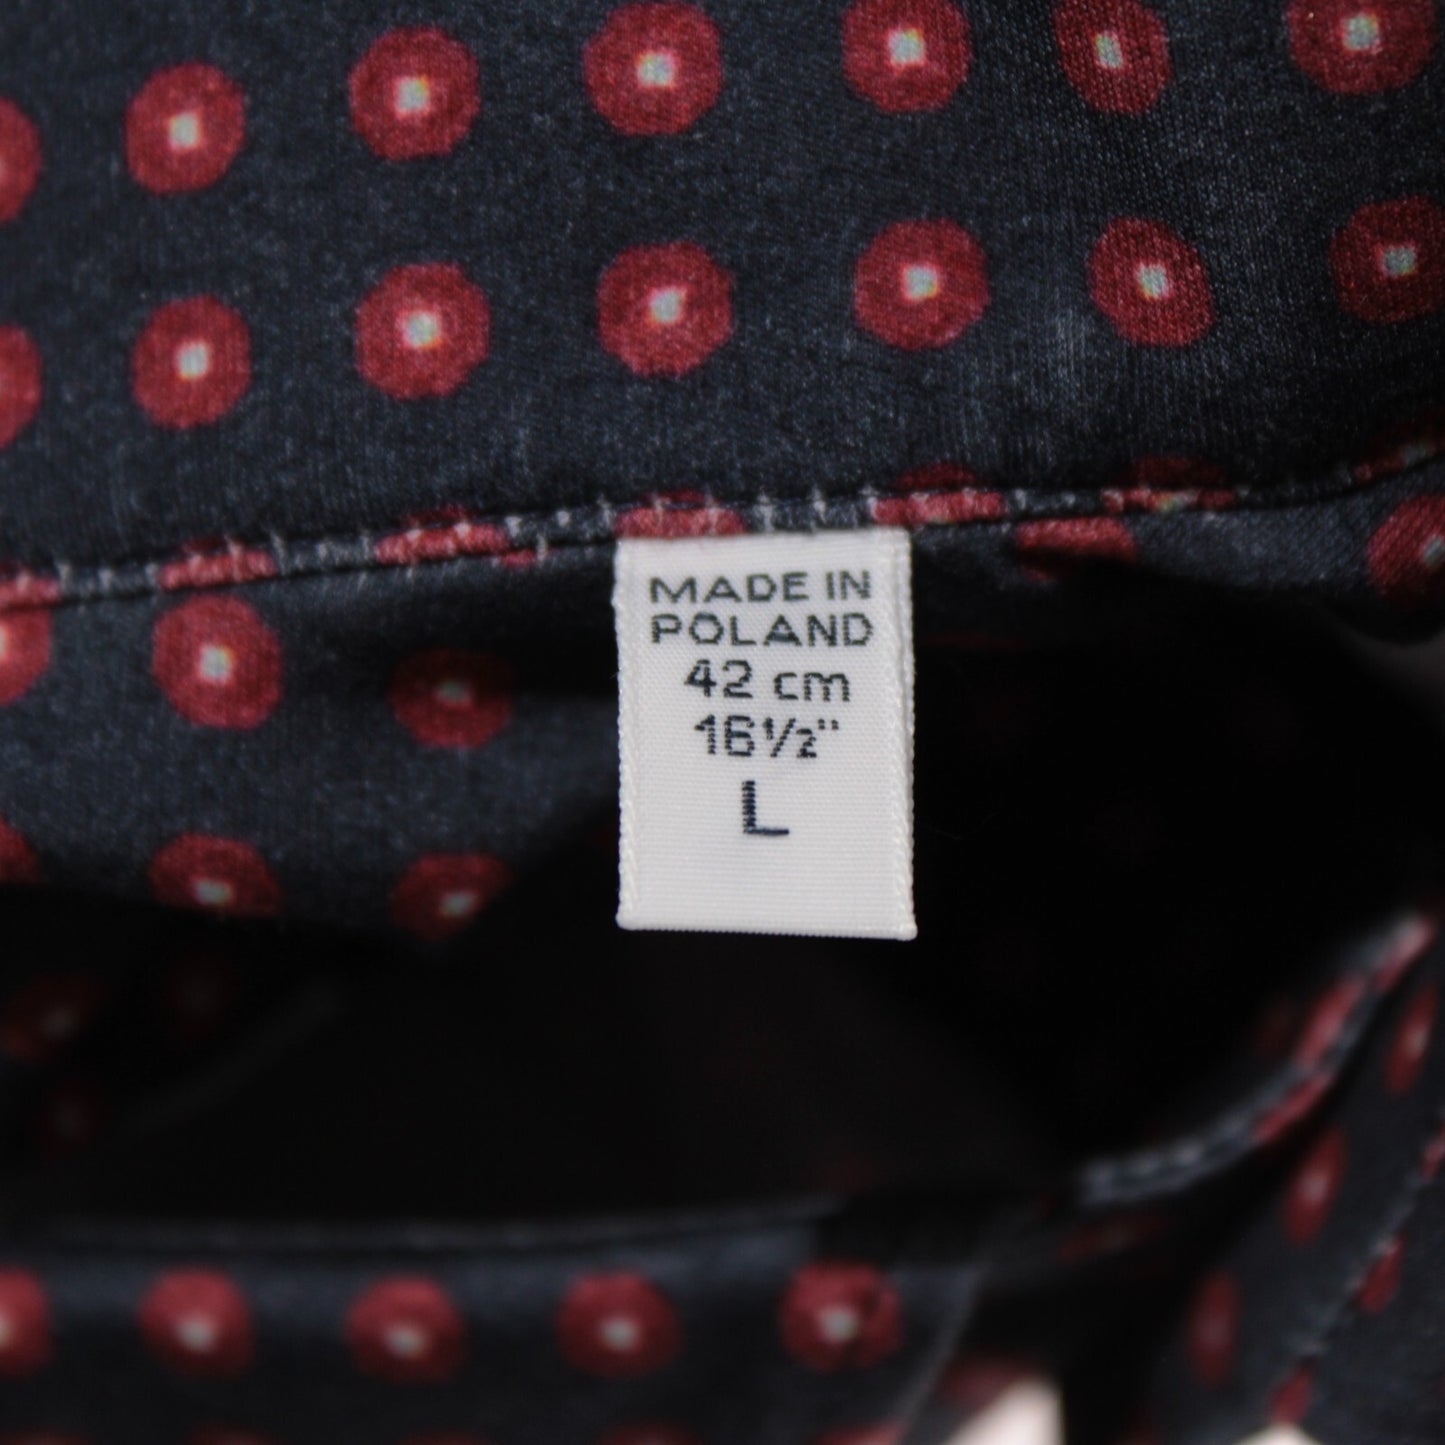 MADE IN
POLAND
42 cm
16½"
L